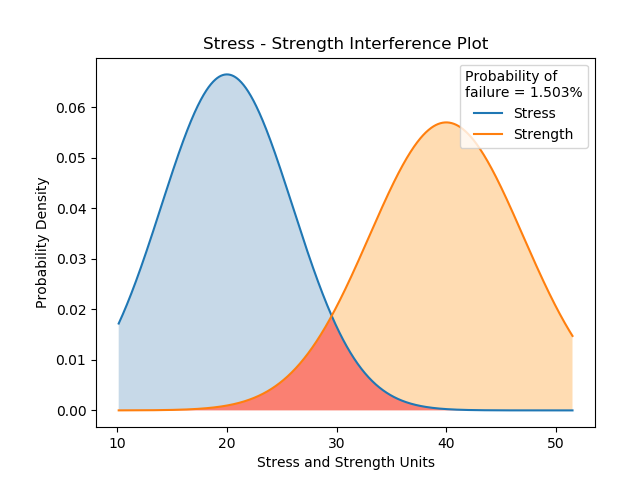 Stress - Strength Interference Plot
Probability of
failure = 1.503%
Stress
Strength
Probability Density
0.06
0.05
0.04
0.03
0.02
0.01
0.00
10 20 30 40 50
Stress and Strength Units